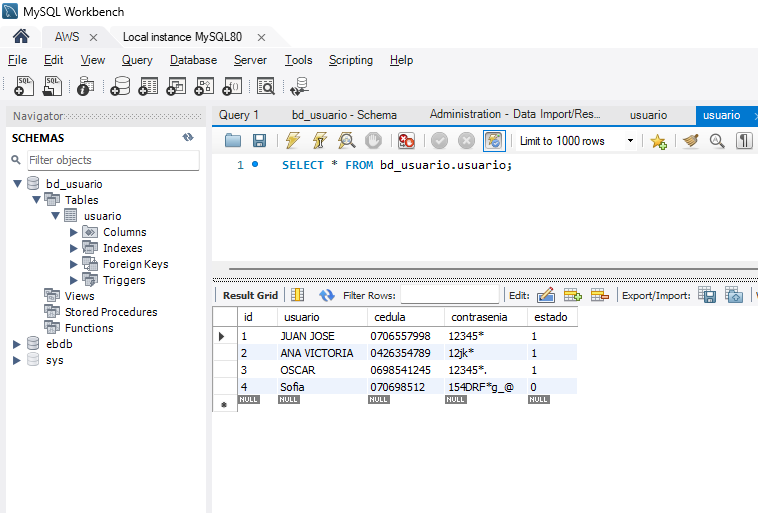 MySQL Workbench
AWS Local instance MySQL80
File Edit View Query Database Server Tools Scripting Help
Navigator
SCHEMAS
Filter objects
bd_usuario
Tables
usuario
Columns
Indexes
Foreign Keys
Triggers
Views
Stored Procedures
Functions
ebdb
sys
Query 1 bd_usuario - Schema Administration - Data Import/Res... usuario usuario
Limit to 1000 rows
1 SELECT * FROM bd_usuario.usuario;
Result Grid Filter Rows: Edit: Export/Import:
id usuario cedula contrasenia estado
1 JUAN JOSE 0706557998 12345* 1
2 ANA VICTORIA 0426354789 12jk* 1
3 OSCAR 0698541245 12345*. 1
4 Sofia 070698512 154DRF*g_@ 0
NULL NULL NULL NULL NULL